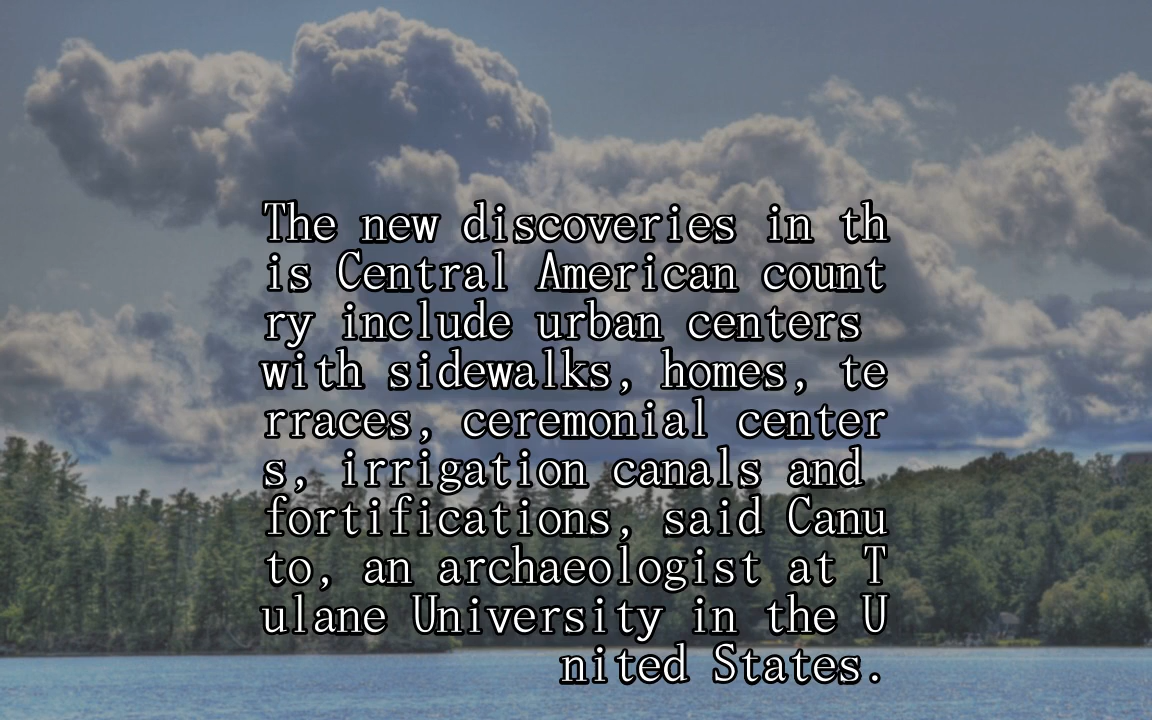 The new discoveries in th
is Central American count
ry include urban centers
with sidewalks, homes, te
rraces, ceremonial center
s, irrigation canals and
fortifications, said Canu
to, an archaeologist at T
ulane University in the U
nited States.